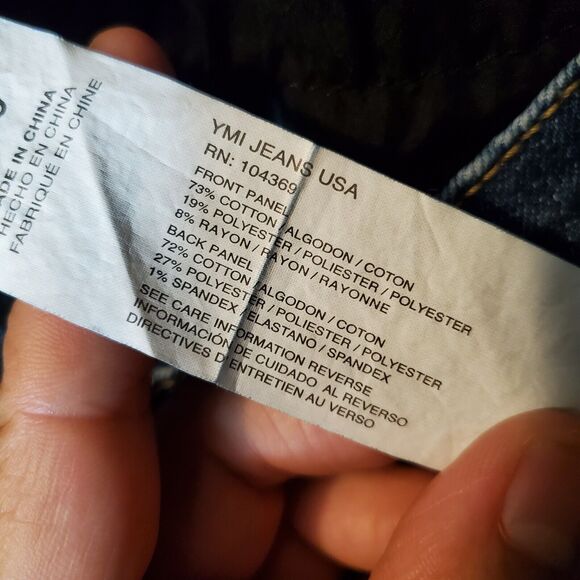 MADE IN CHINA
HECHO EN CHINA
FABRIQUÉ EN CHINE
YMI JEANS USA
RN: 104369
FRONT PANEL
73% COTTON / ALGODON / COTON
19% POLYESTER / POLIESTER / POLYESTER
8% RAYON / RAYON / RAYONNE
BACK PANEL
72% COTTON / ALGODON / COTON
27% POLYESTER / POLIESTER / POLYESTER
1% SPANDEX / ELASTANO / SPANDEX
SEE CARE INFORMATION REVERSE
INFORMACIÓN DE CUIDADO AL REVERSO
DIRECTIVES D'ENTRETIEN AU VERSO